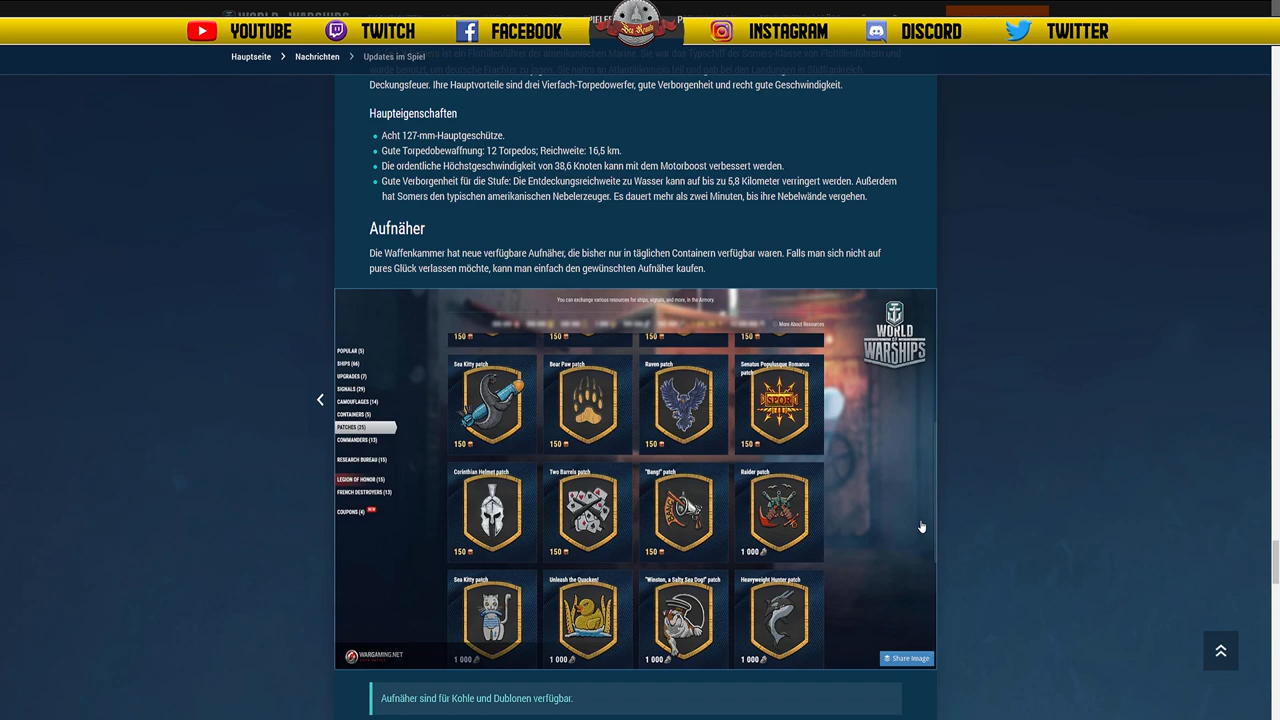 YOUTUBE TWITCH FACEBOOK INSTAGRAM DISCORD TWITTER
Hauptseite Nachrichten Updates im Spiel
Deckungsfeuer. Ihre Hauptvorteile sind drei Vierfach-Torpedowerfer, gute Verborgenheit und recht gute Geschwindigkeit.
Haupteigenschaften
Acht 127-mm-Hauptgeschütze.
Gute Torpedobewaffnung: 12 Torpedos; Reichweite: 16,5 km.
Die ordentliche Höchstgeschwindigkeit von 38,6 Knoten kann mit dem Motorboost verbessert werden.
Gute Verborgenheit für die Stufe: Die Entdeckungsreichweite zu Wasser kann auf bis zu 5,8 Kilometer verringert werden. Außerdem
hat Somers den typischen amerikanischen Nebelerzeuger. Es dauert mehr als zwei Minuten, bis ihre Nebelwände vergehen.
Aufnäher
Die Waffenkammer hat neue verfügbare Aufnäher, die bisher nur in täglichen Containern verfügbar waren. Falls man sich nicht auf
pures Glück verlassen möchte, kann man einfach den gewünschten Aufnäher kaufen.
You can exchange various resources for ships, signals, and more, in the Armory.
More About Resources
WORLD
OF
WARSHIPS
POPULAR (5)
SHIPS (66)
UPGRADES (7)
SIGNALS (29)
CAMOUFLAGES (14)
CONTAINERS (5)
PATCHES (25)
COMMANDERS (13)
RESEARCH BUREAU (15)
LEGION OF HONOR (15)
FRENCH DESTROYERS (13)
COUPONS (4)
150 150 150 150
Sea Kitty patch Bear Paw patch Raven patch Senatus Populusque Romanus
patch
SPQR
150 150 150 150
Corinthian Helmet patch Two Barrels patch "Bang!" patch Raider patch
150 150 150 1 000
Sea Kitty patch Unleash the Quacken! "Winston, a Salty Sea Dog!" patch Heavyweight Hunter patch
1 000 1 000 1 000 1 000
WARGAMING.NET
Share Image
Aufnäher sind für Kohle und Dublonen verfügbar.